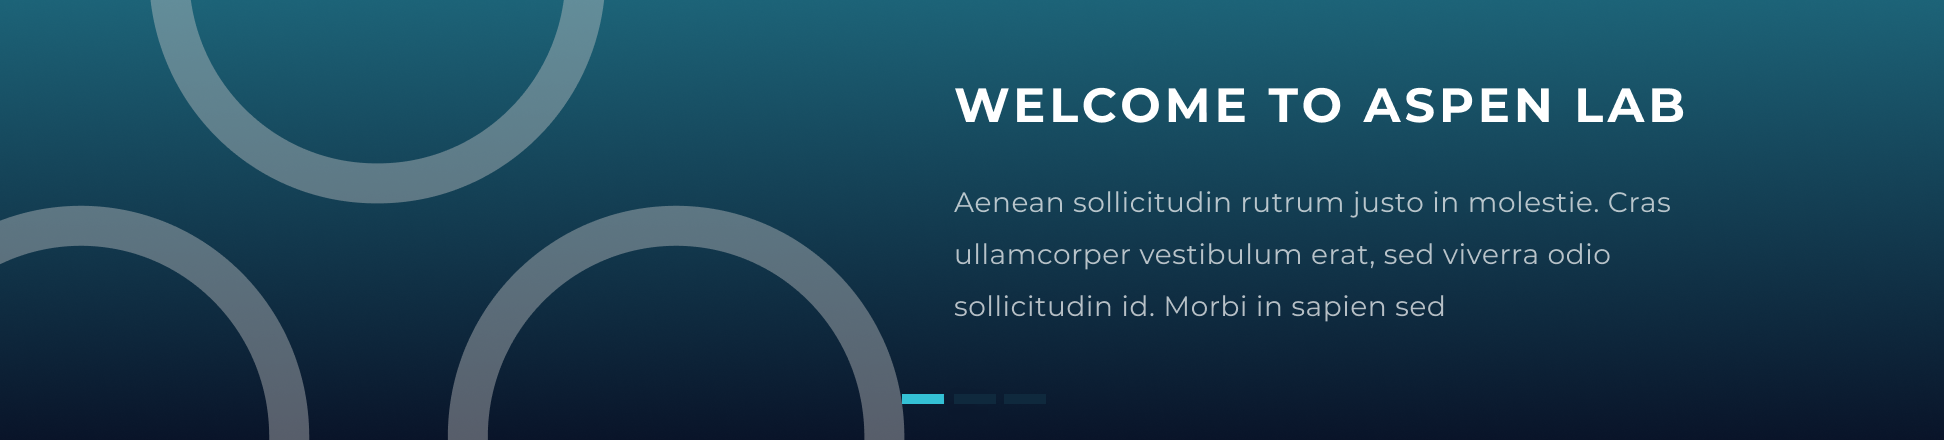 WELCOME TO ASPEN LAB
Aenean sollicitudin rutrum justo in molestie. Cras
ullamcorper vestibulum erat, sed viverra odio
sollicitudin id. Morbi in sapien sed